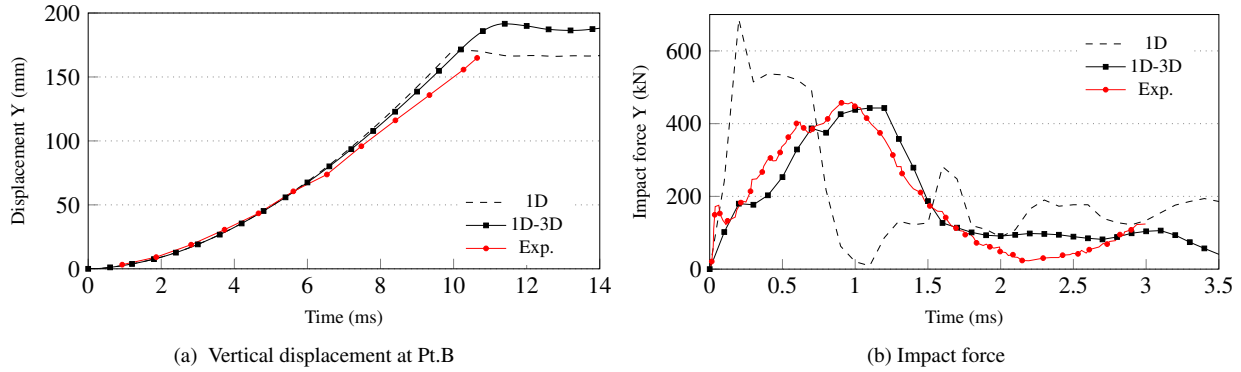 200
150
100
50
0
Displacement Y (mm)
0 2 4 6 8 10 12 14
Time (ms)
1D
1D-3D
Exp.
(a) Vertical displacement at Pt.B
600
400
200
0
Impact force Y (kN)
0 0.5 1 1.5 2 2.5 3 3.5
Time (ms)
1D
1D-3D
Exp.
(b) Impact force